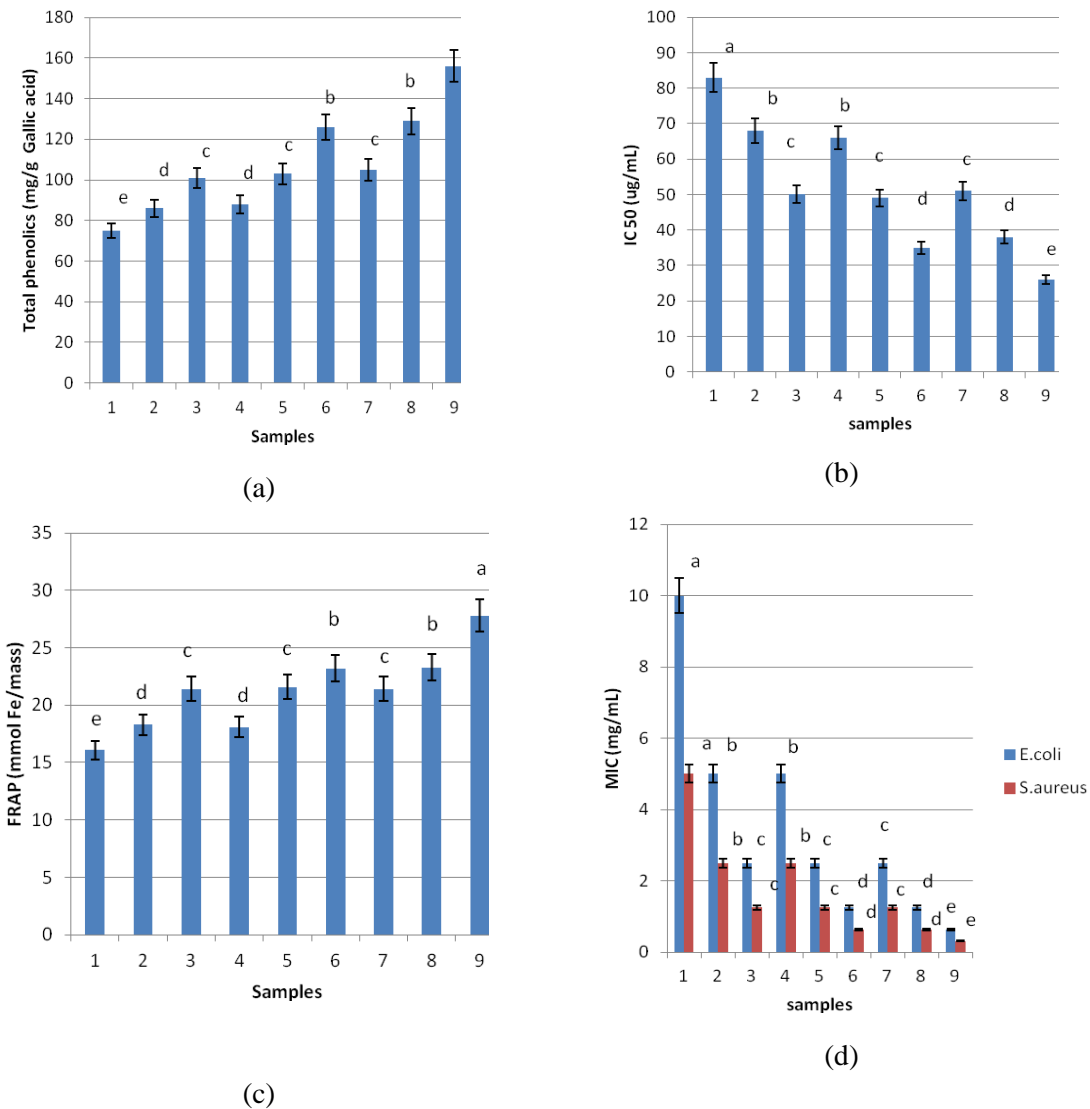 180
160
140
120
100
80
60
40
20
0
Total phenolics (mg/g Gallic acid)
e
d
c
d
c
b
c
b
1 2 3 4 5 6 7 8 9
Samples
(a)
100
90
80
70
60
50
40
30
20
10
0
IC 50 (ug/mL)
a
b
c
b
c
d
c
d
e
1 2 3 4 5 6 7 8 9
samples
(b)
35
30
25
20
15
10
5
0
FRAP (mmol Fe/mass)
e
d
c
d
c
b
c
b
a
1 2 3 4 5 6 7 8 9
Samples
(c)
12
10
8
6
4
2
0
MIC (mg/mL)
a
a b
b c
b
c
b c
d
d
c
c
d
d
e
e
1 2 3 4 5 6 7 8 9
samples
E.coli
S.aureus
(d)